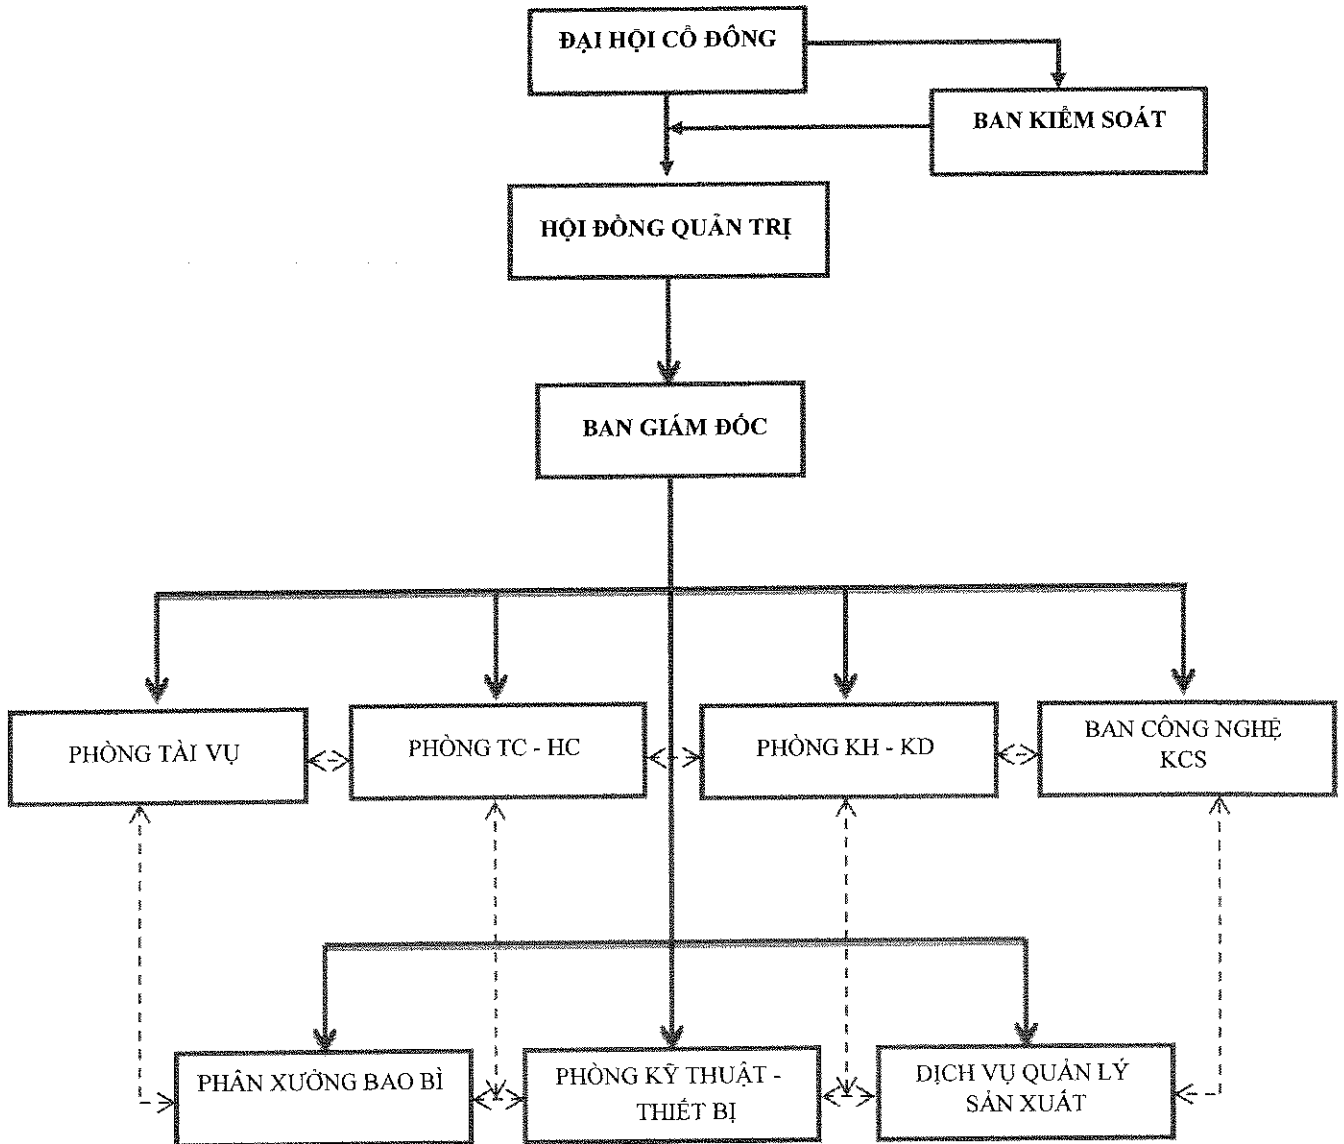 ĐẠI HỘI CỔ ĐÔNG
BAN KIỂM SOÁT
HỘI ĐỒNG QUẢN TRỊ
BAN GIÁM ĐỐC
PHÒNG TÀI VỤ
PHÒNG TC - HC
PHÒNG KH - KD
BAN CÔNG NGHỆ
KCS
PHÂN XƯỞNG BAO BÌ
PHÒNG KỸ THUẬT -
THIẾT BỊ
DỊCH VỤ QUẢN LÝ
SẢN XUẤT